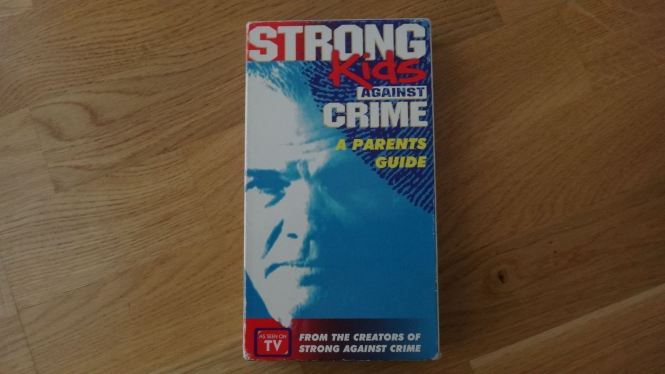 STRONG
Kids
AGAINST
CRIME
A PARENTS
GUIDE
AS SEEN ON
TV
FROM THE CREATORS OF
STRONG AGAINST CRIME